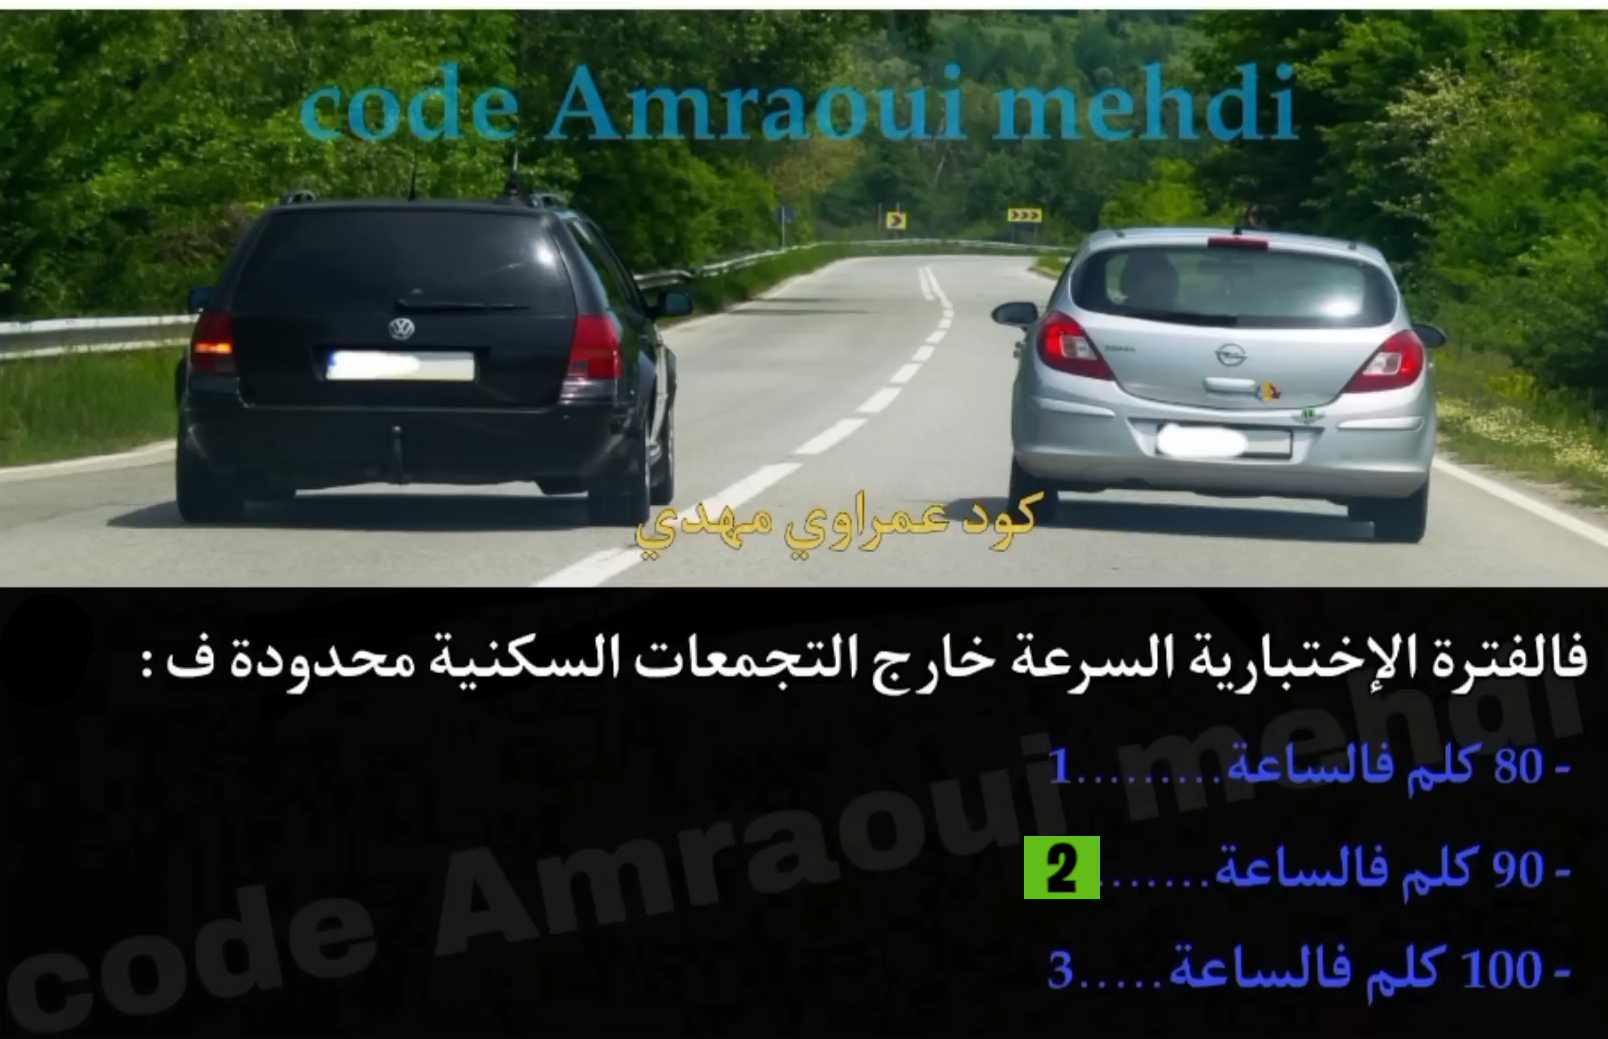 code Amraoui mehdi
كود عمراوي مهدي
فالفترة الإختبارية السرعة خارج التجمعات السكنية محدودة ف :
- 80 كلم فالساعة.........1
- 90 كلم فالساعة.......2
- 100 كلم فالساعة.....3
code Amraoui mehdi